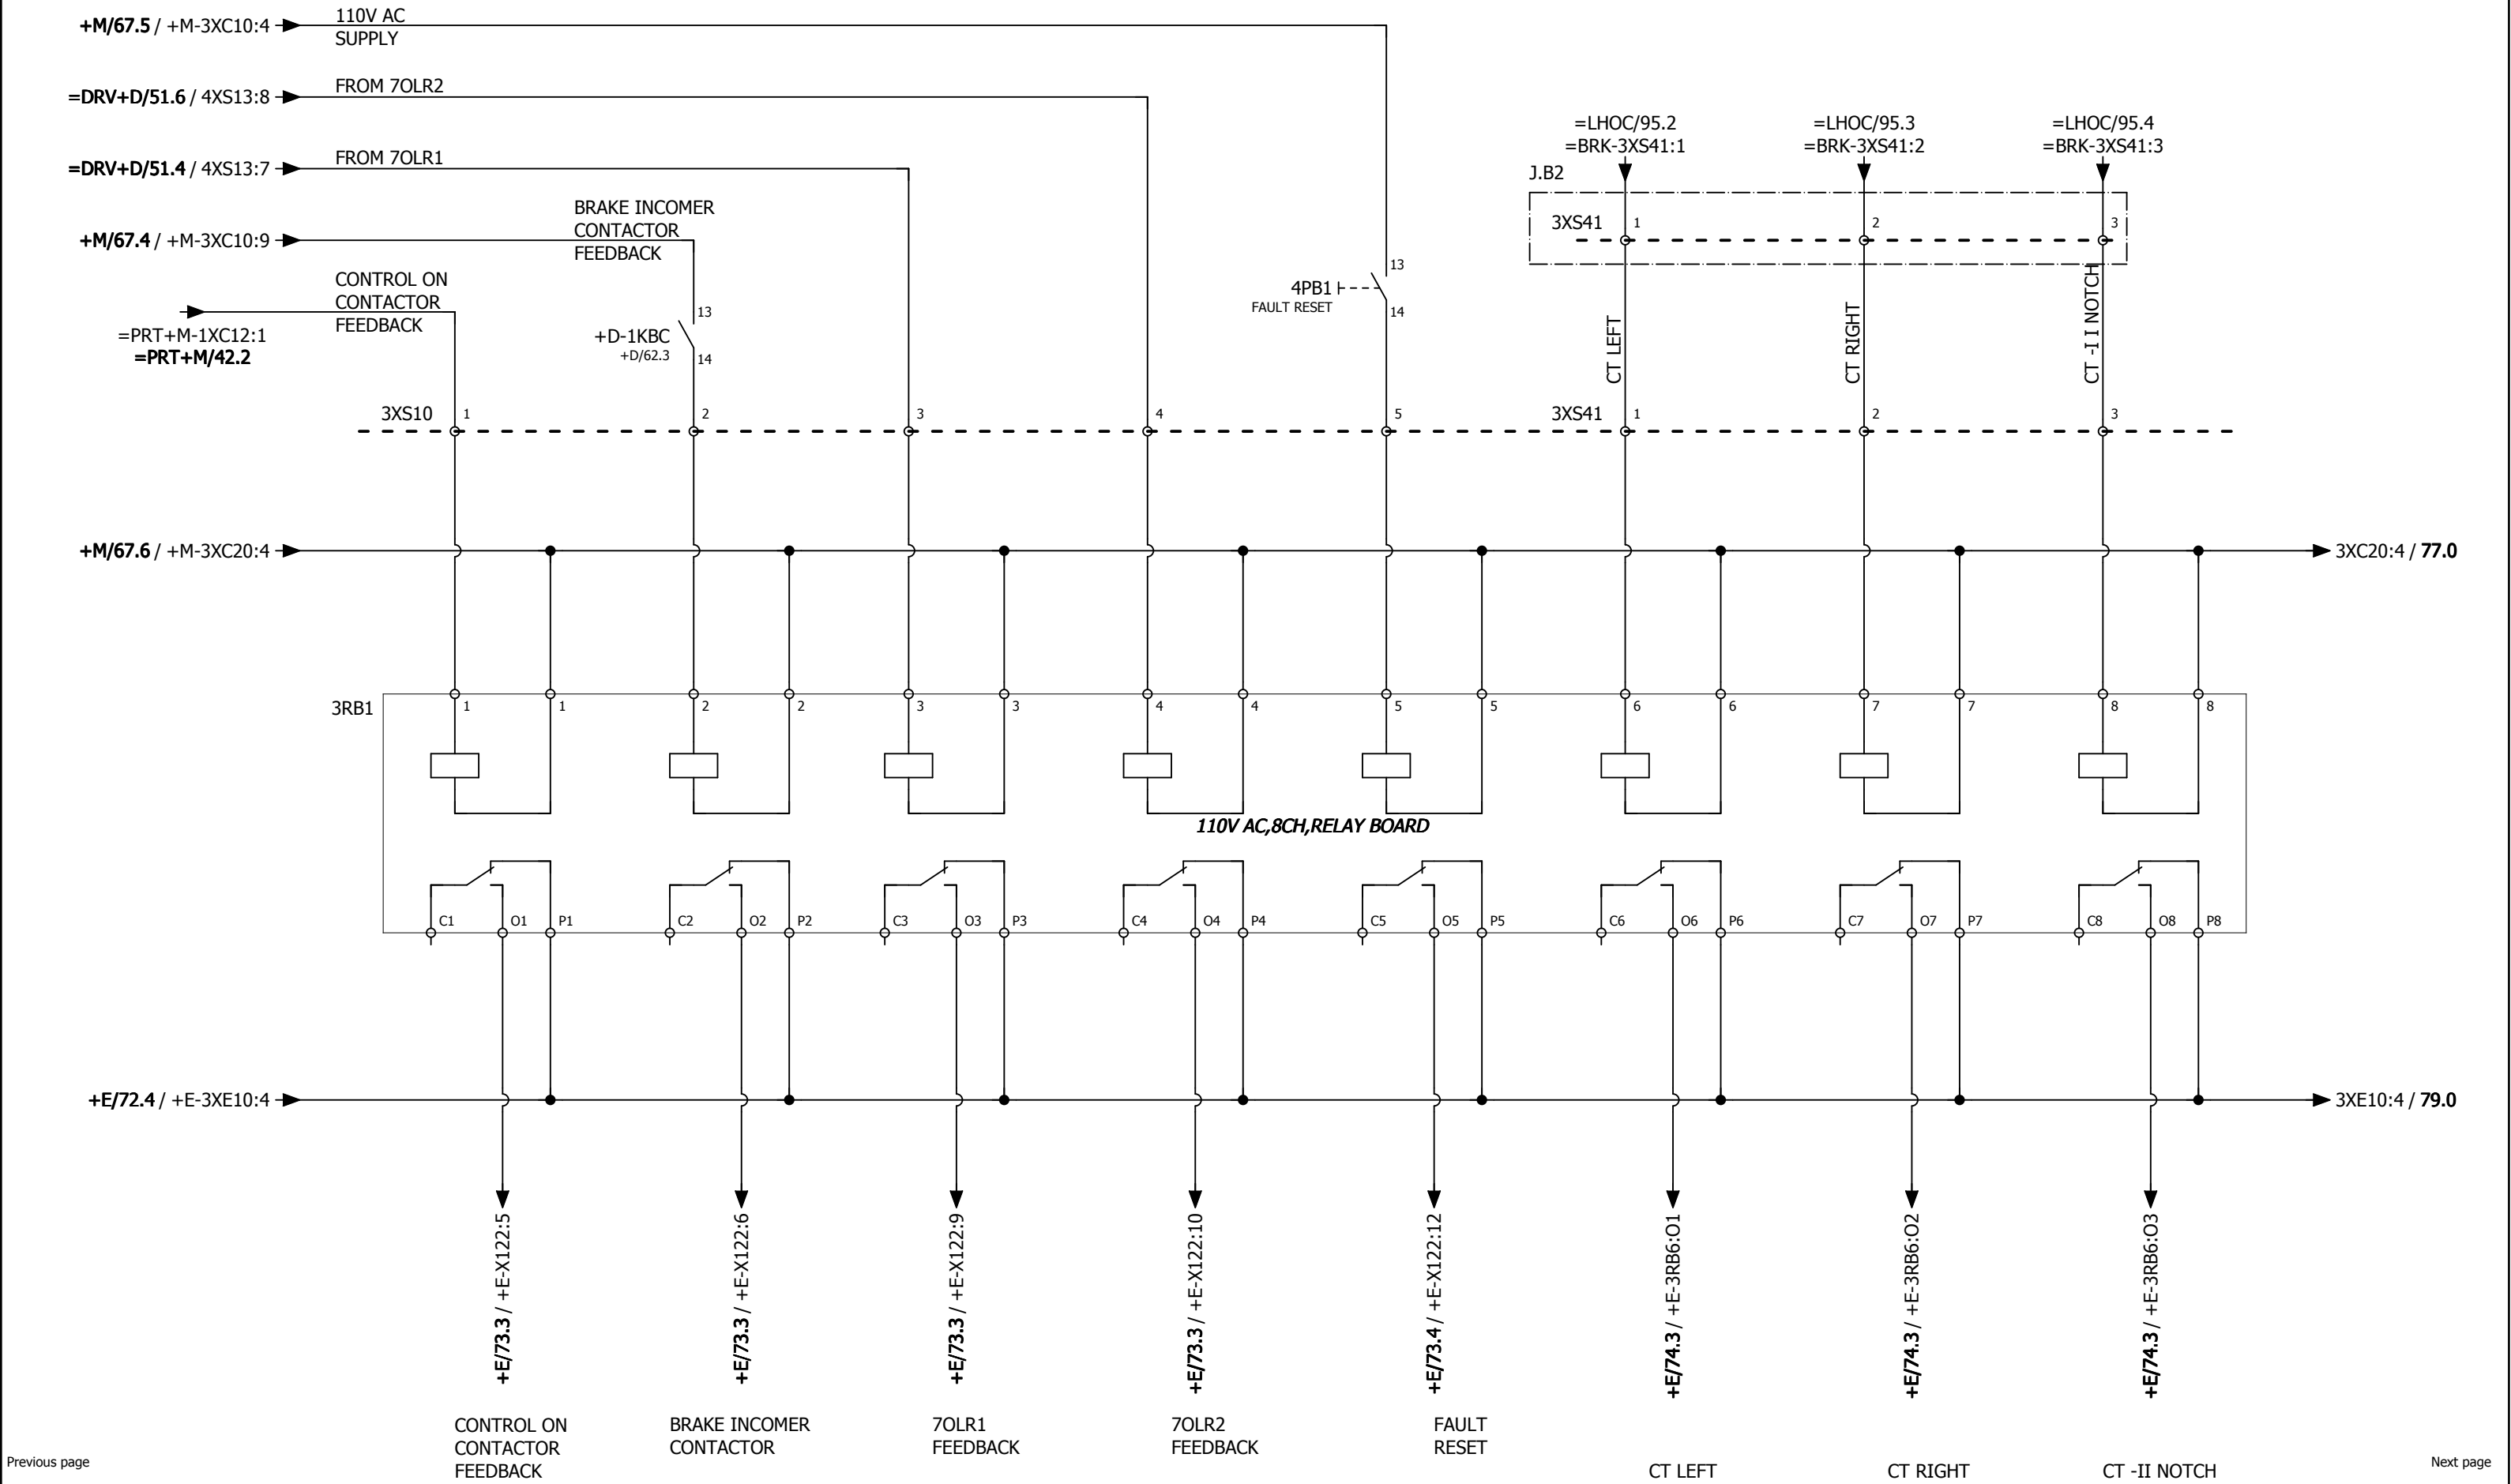 +M/67.5 / +M-3XC10:4
110V AC
SUPPLY
=DRV+D/51.6 / 4XS13:8
FROM 7OLR2
=DRV+D/51.4 / 4XS13:7
FROM 7OLR1
+M/67.4 / +M-3XC10:9
BRAKE INCOMER
CONTACTOR
FEEDBACK
CONTROL ON
CONTACTOR
FEEDBACK
=PRT+M-1XC12:1
=PRT+M/42.2
13
+D-1KBC
+D/62.3
14
13
4PB1
FAULT RESET
14
=LHOC/95.2
=BRK-3XS41:1
=LHOC/95.3
=BRK-3XS41:2
=LHOC/95.4
=BRK-3XS41:3
J.B2
3XS41 1 2 3
CT LEFT
CT RIGHT
CT -I I NOTCH
3XS10 1 2 3 4 5
3XS41 1 2 3
+M/67.6 / +M-3XC20:4
3XC20:4 / 77.0
3RB1
1 1 2 2 3 3 4 4 5 5 6 6 7 7 8 8
110V AC,8CH,RELAY BOARD
C1 O1 P1 C2 O2 P2 C3 O3 P3 C4 O4 P4 C5 O5 P5 C6 O6 P6 C7 O7 P7 C8 O8 P8
+E/72.4 / +E-3XE10:4
3XE10:4 / 79.0
+E/73.3 / +E-X122:5
+E/73.3 / +E-X122:6
+E/73.3 / +E-X122:9
+E/73.3 / +E-X122:10
+E/73.4 / +E-X122:12
+E/74.3 / +E-3RB6:O1
+E/74.3 / +E-3RB6:O2
+E/74.3 / +E-3RB6:O3
CONTROL ON
CONTACTOR
FEEDBACK
BRAKE INCOMER
CONTACTOR
7OLR1
FEEDBACK
7OLR2
FEEDBACK
FAULT
RESET
CT LEFT
CT RIGHT
CT -II NOTCH
Previous page
Next page